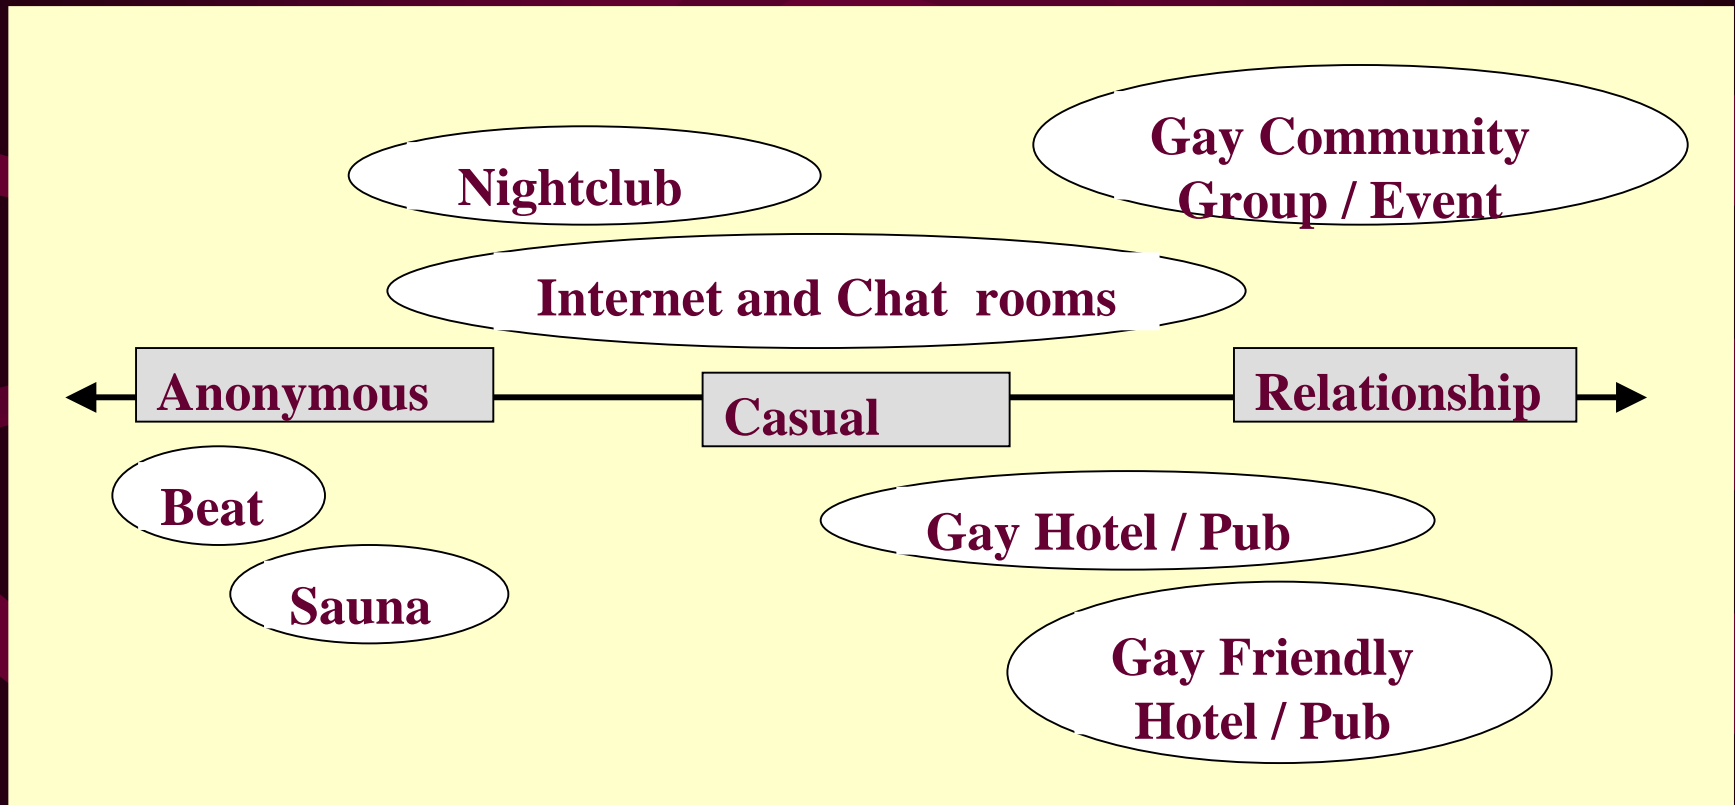 Nightclub
Gay Community
Group / Event
Internet and Chat rooms
Anonymous
Casual
Relationship
Beat
Sauna
Gay Hotel / Pub
Gay Friendly
Hotel / Pub